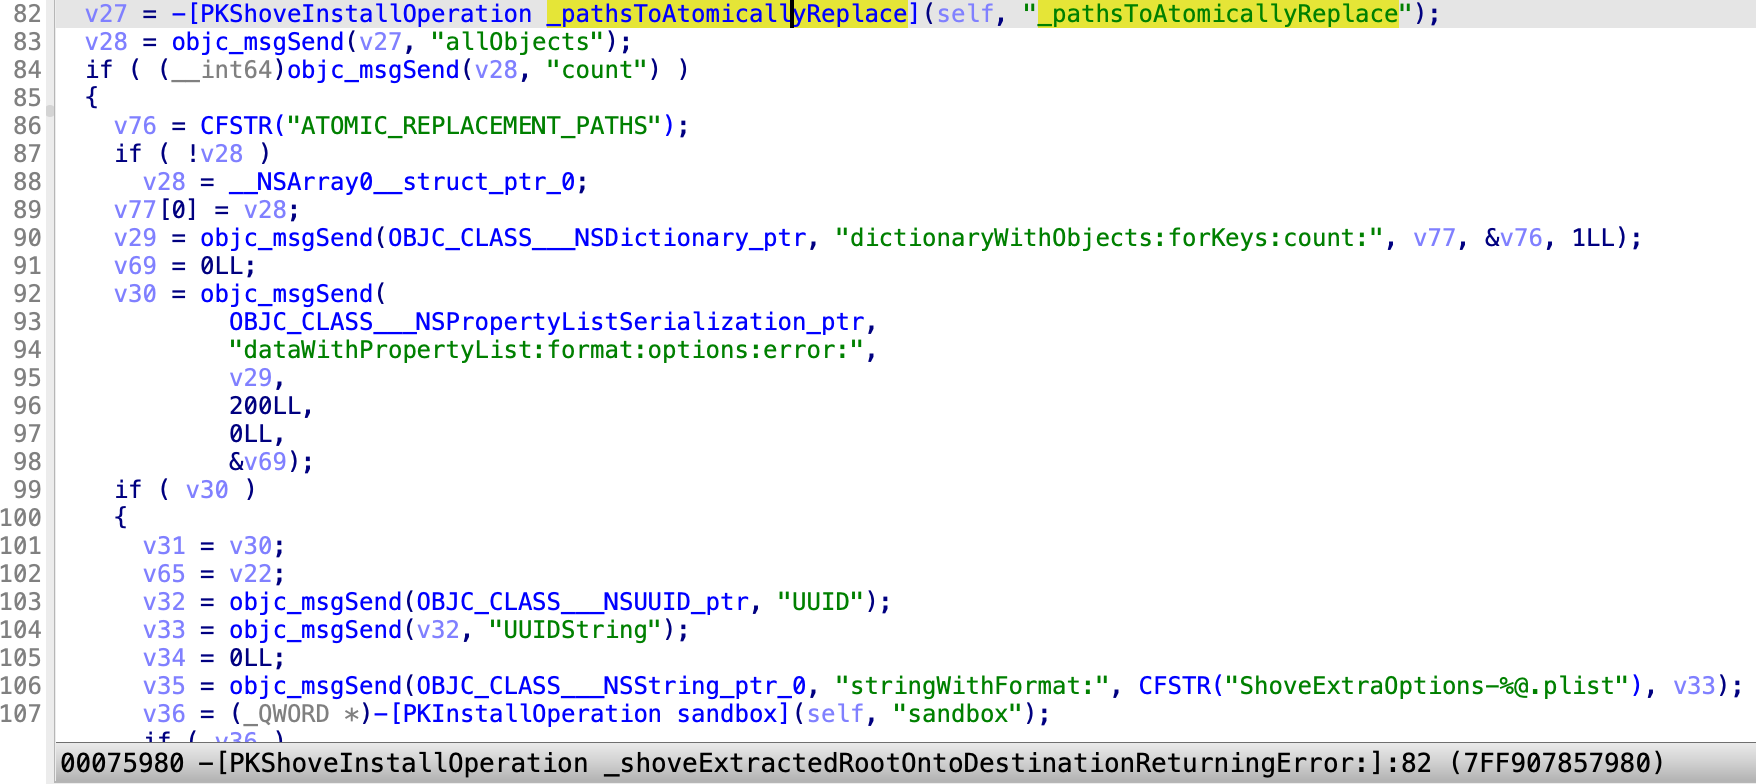 82 v27 = -[PKShoveInstallOperation _pathsToAtomicallyReplace](self, "_pathsToAtomicallyReplace");
83 v28 = objc_msgSend(v27, "allObjects");
84 if ( (__int64)objc_msgSend(v28, "count") )
85 {
86 v76 = CFSTR("ATOMIC_REPLACEMENT_PATHS");
87 if ( !v28 )
88 v28 = __NSArray0__struct_ptr_0;
89 v77[0] = v28;
90 v29 = objc_msgSend(OBJC_CLASS___NSDictionary_ptr, "dictionaryWithObjects:forKeys:count:", v77, &v76, 1LL);
91 v69 = 0LL;
92 v30 = objc_msgSend(
93 OBJC_CLASS___NSPropertyListSerialization_ptr,
94 "dataWithPropertyList:format:options:error:",
95 v29,
96 200LL,
97 0LL,
98 &v69);
99 if ( v30 )
100 {
101 v31 = v30;
102 v65 = v22;
103 v32 = objc_msgSend(OBJC_CLASS___NSUUID_ptr, "UUID");
104 v33 = objc_msgSend(v32, "UUIDString");
105 v34 = 0LL;
106 v35 = objc_msgSend(OBJC_CLASS___NSString_ptr_0, "stringWithFormat:", CFSTR("ShoveExtraOptions-%@.plist"), v33);
107 v36 = (_QWORD *)-[PKInstallOperation sandbox](self, "sandbox");
if ( v36 )
00075980 -[PKShoveInstallOperation _shoveExtractedRootOntoDestinationReturningError:]:82 (7FF907857980)